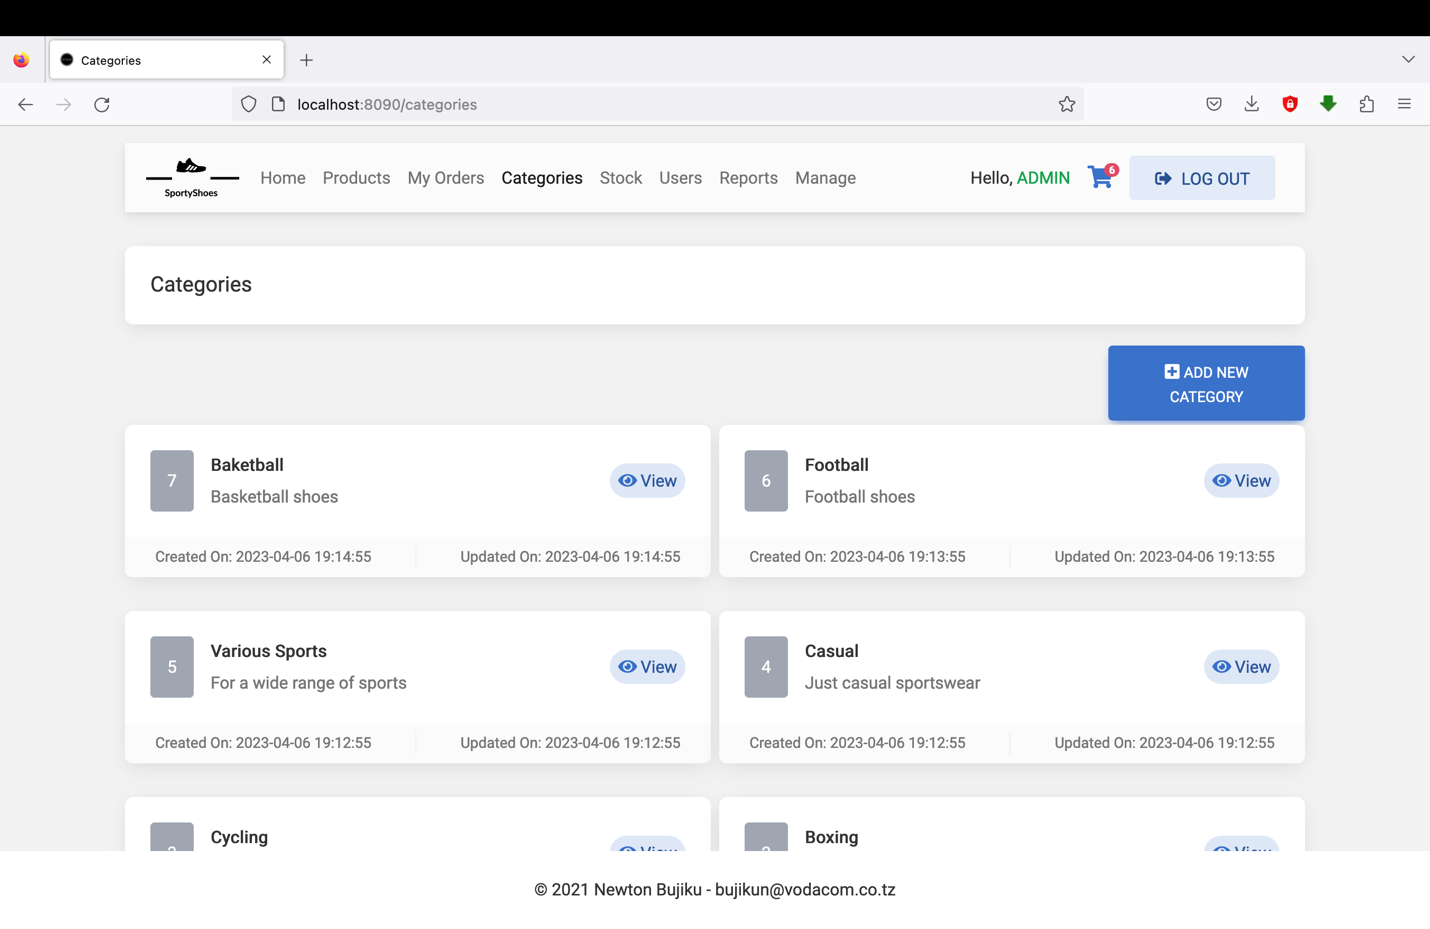 Categories
localhost:8090/categories
SportyShoes
Home Products My Orders Categories Stock Users Reports Manage Hello, ADMIN 6 LOG OUT
Categories
ADD NEW
CATEGORY
7
Baketball
Basketball shoes
View
Created On: 2023-04-06 19:14:55 Updated On: 2023-04-06 19:14:55
6
Football
Football shoes
View
Created On: 2023-04-06 19:13:55 Updated On: 2023-04-06 19:13:55
5
Various Sports
For a wide range of sports
View
Created On: 2023-04-06 19:12:55 Updated On: 2023-04-06 19:12:55
4
Casual
Just casual sportswear
View
Created On: 2023-04-06 19:12:55 Updated On: 2023-04-06 19:12:55
Cycling
View
Boxing
View
© 2021 Newton Bujiku - bujikun@vodacom.co.tz